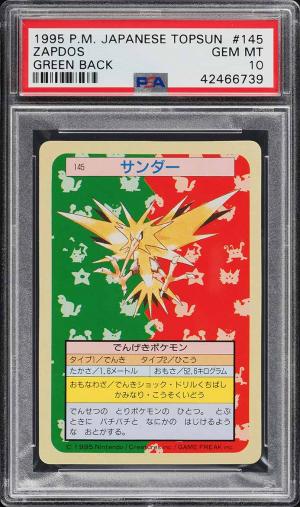 1995 P.M. JAPANESE TOPSUN #145
ZAPDOS GEM MT
GREEN BACK 10
PSA 42466739
145 サンダー
でんげきポケモン
タイプ1/でんき タイプ2/ひこう
たかさ/1.6メートル おもさ/52.6キログラム
おもなわざ/でんきショック・ドリルくちばし
かみなり・こうそくいどう
でんせつの とりポケモンの ひとつ。 とぶ
ときに パチパチと なにかの はじけるよう
な おとがする。
© 1995 Nintendo/Creatures inc./GAME FREAK inc.